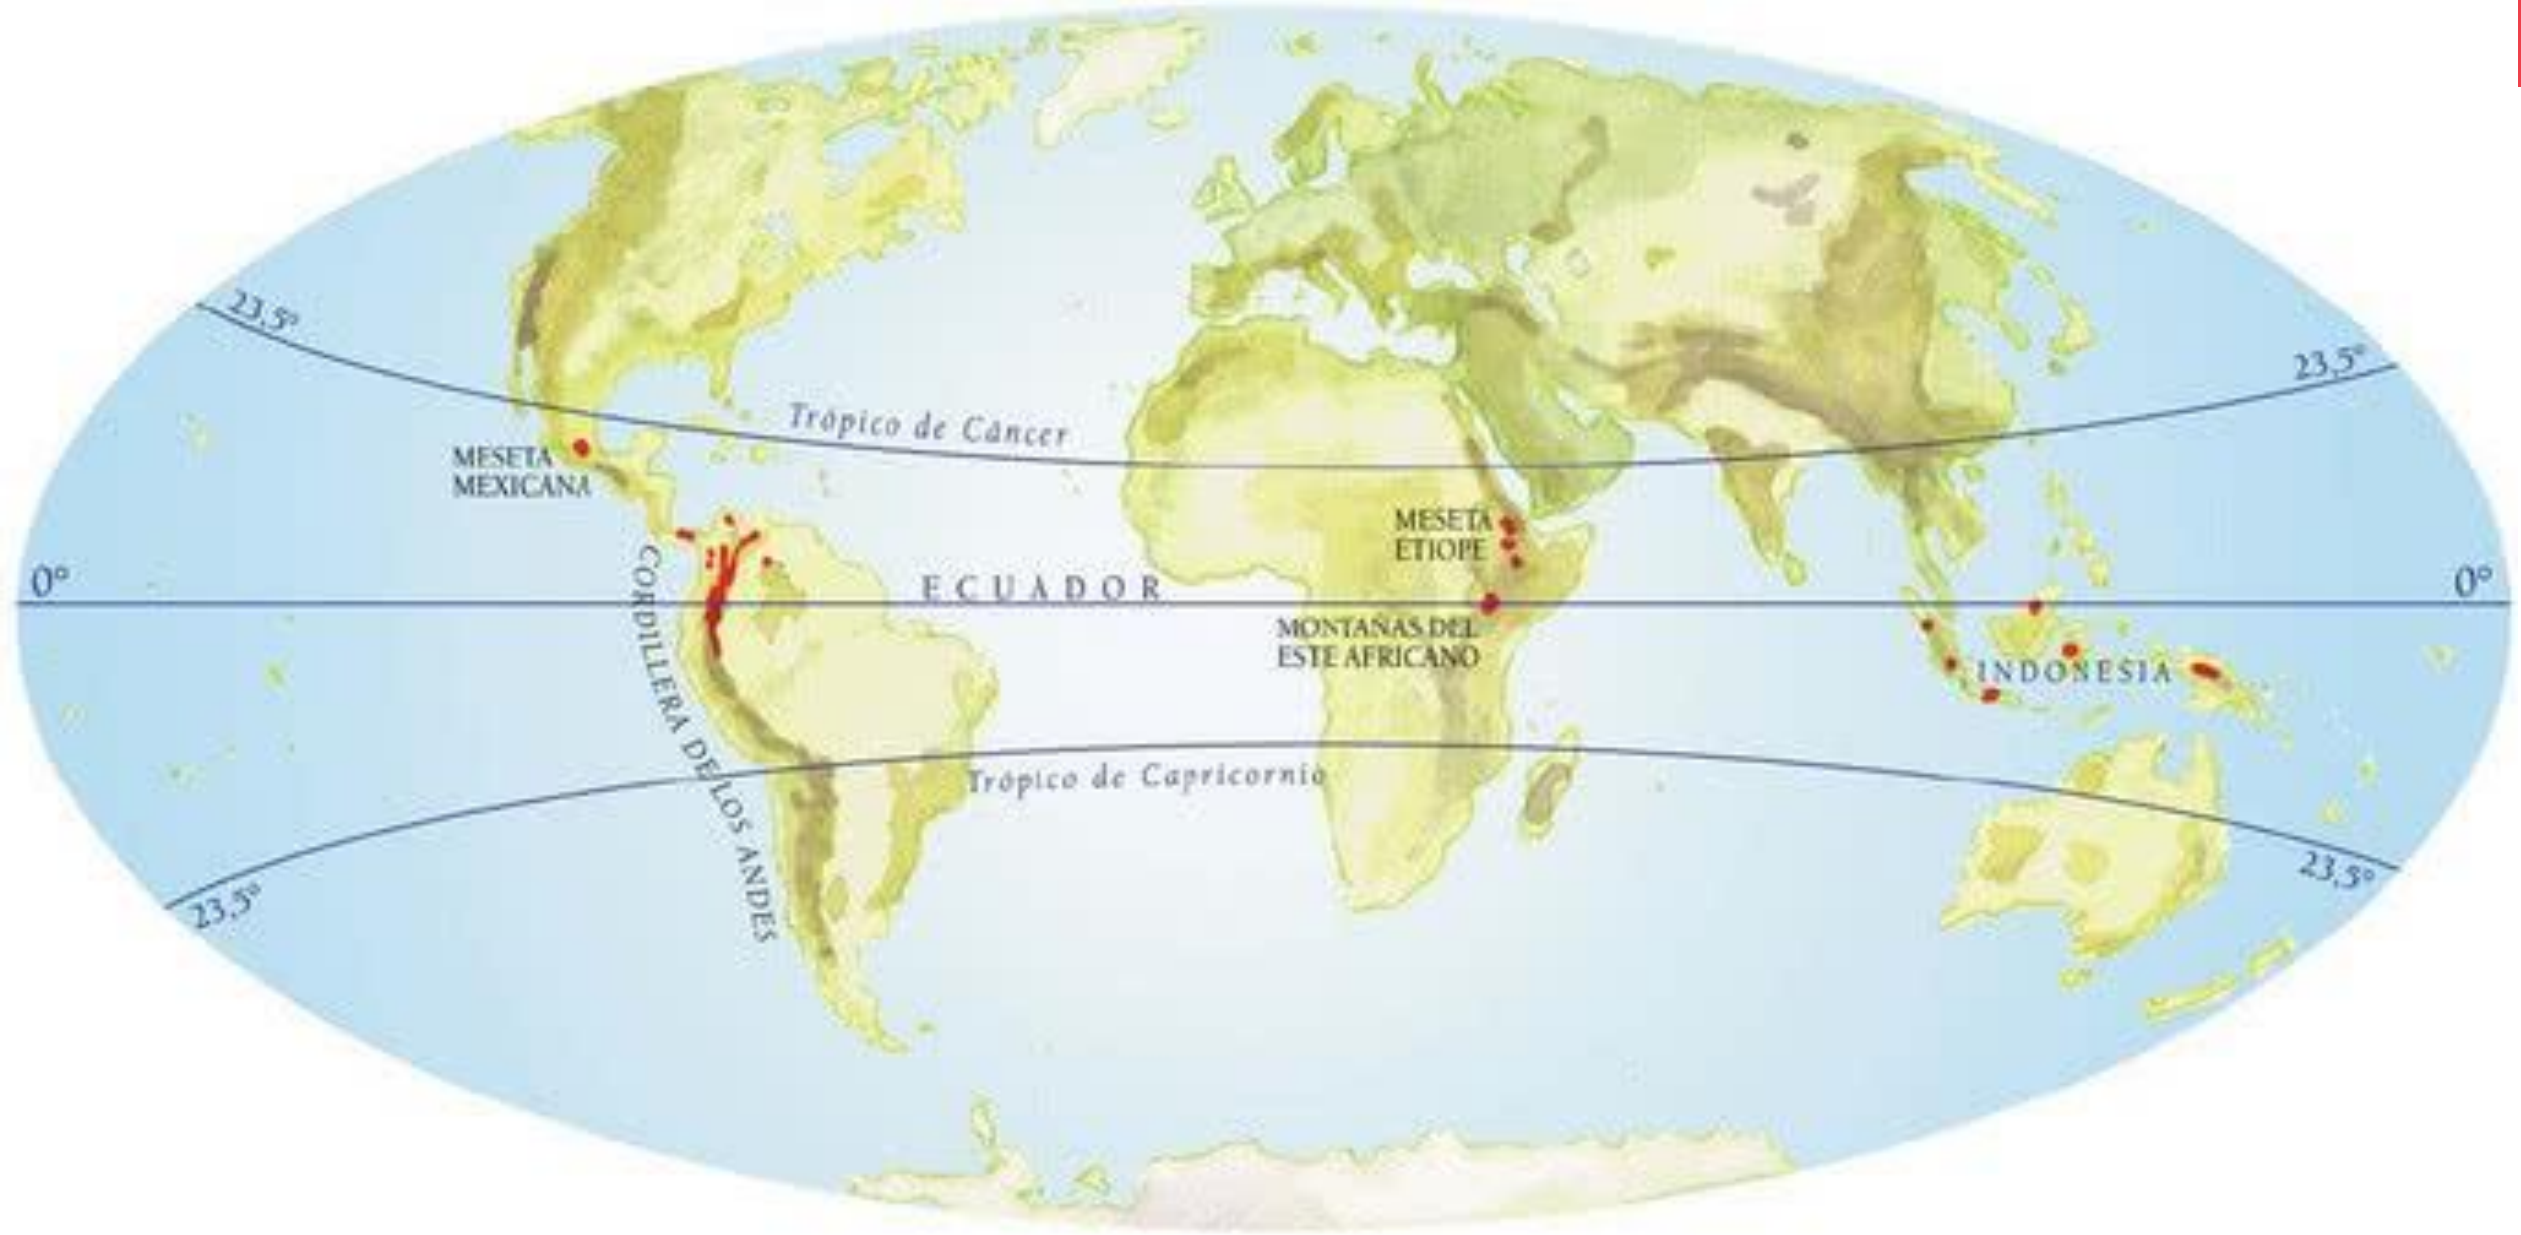 23,5°
23,5°
Trópico de Cáncer
MESETA
MEXICANA
MESETA
ETIOPE
0°
ECUADOR
0°
MONTAÑAS DEL
ESTE AFRICANO
CORDILLERA DE LOS ANDES
INDONESIA
Trópico de Capricornio
23,5°
23,5°